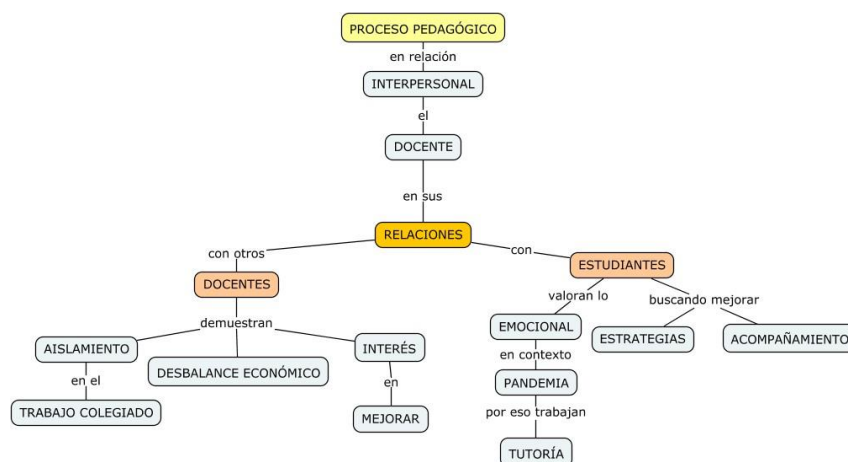 PROCESO PEDAGÓGICO
en relación
INTERPERSONAL
el
DOCENTE
en sus
RELACIONES
con otros
con
DOCENTES
ESTUDIANTES
demuestran
valoran lo
buscando mejorar
AISLAMIENTO
DESBALANCE ECONÓMICO
INTERÉS
EMOCIONAL
ESTRATEGIAS
ACOMPAÑAMIENTO
en el
en
en contexto
TRABAJO COLEGIADO
MEJORAR
PANDEMIA
por eso trabajan
TUTORÍA